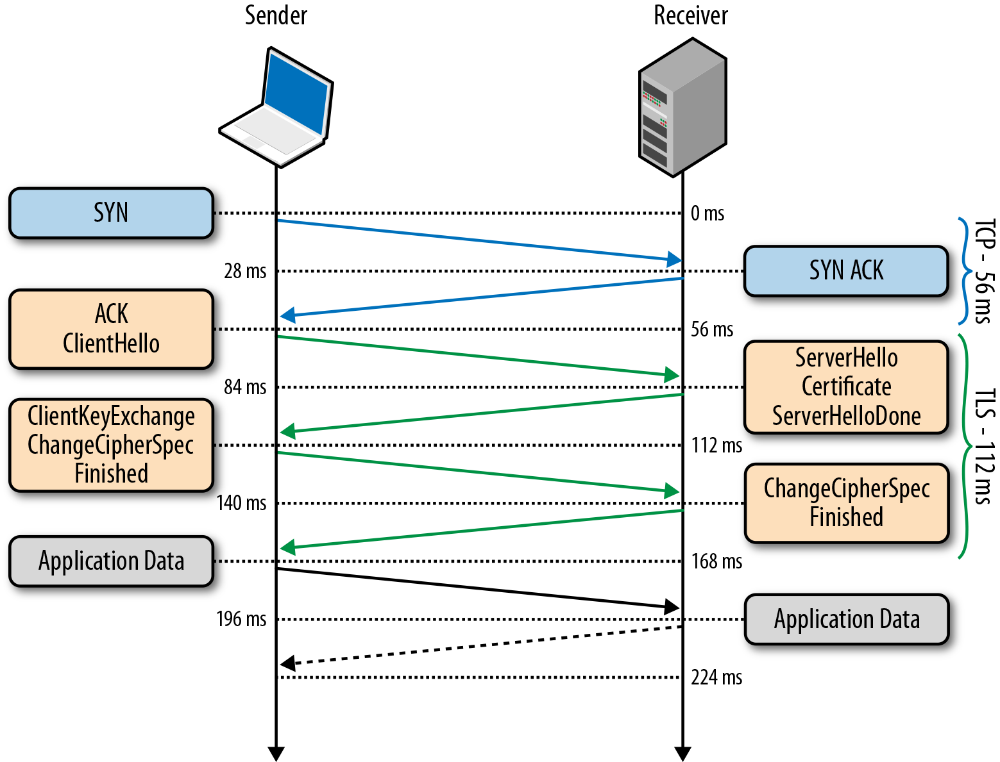 Sender
Receiver
SYN
0 ms
28 ms
SYN ACK
TCP - 56 ms
ACK
ClientHello
56 ms
84 ms
ServerHello
Certificate
ServerHelloDone
ClientKeyExchange
ChangeCipherSpec
Finished
112 ms
TLS - 112 ms
140 ms
ChangeCipherSpec
Finished
Application Data
168 ms
196 ms
Application Data
224 ms